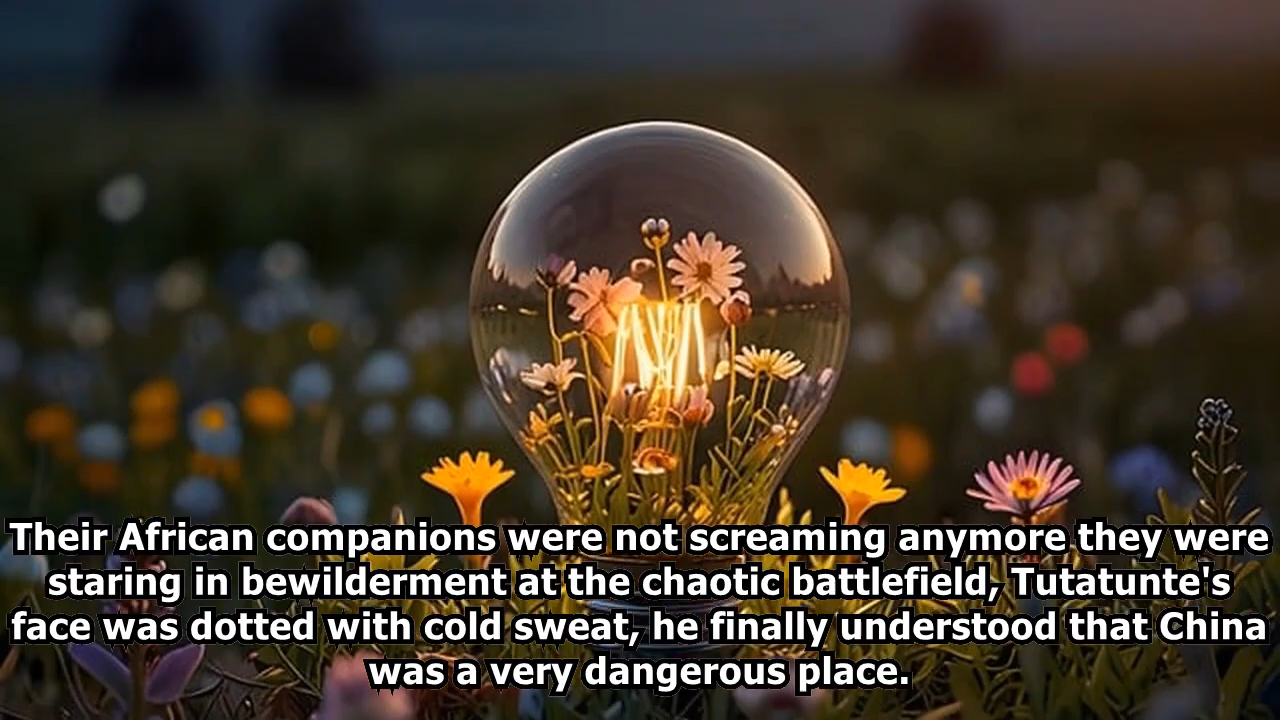 Their African companions were not screaming anymore they were
staring in bewilderment at the chaotic battlefield, Tutatunte's
face was dotted with cold sweat, he finally understood that China
was a very dangerous place.